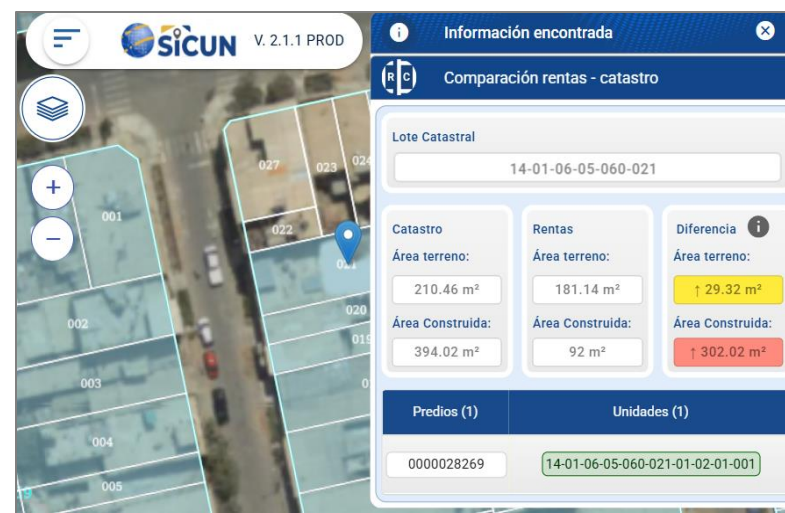 SICUN V. 2.1.1 PROD
Información encontrada
Comparación rentas - catastro
R C
Lote Catastral
14-01-06-05-060-021
Catastro
Área terreno:
210.46 m²
Área Construida:
394.02 m²
Rentas
Área terreno:
181.14 m²
Área Construida:
92 m²
Diferencia i
Área terreno:
↑ 29.32 m²
Área Construida:
↑ 302.02 m²
Predios (1) Unidades (1)
0000028269 14-01-06-05-060-021-01-02-01-001
+
−
001
002
003
004
005
027
023
024
022
021
020
019